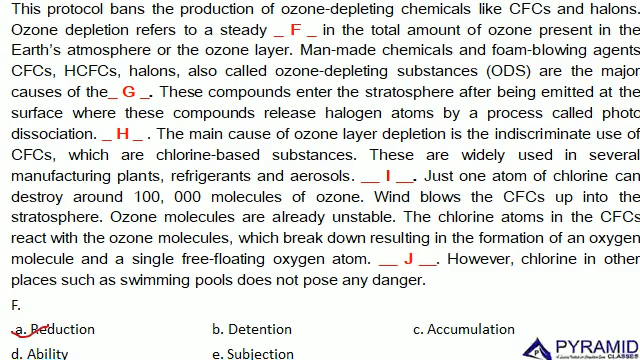 This protocol bans the production of ozone-depleting chemicals like CFCs and halons.
Ozone depletion refers to a steady _ F _ in the total amount of ozone present in the
Earth's atmosphere or the ozone layer. Man-made chemicals and foam-blowing agents
CFCs, HCFCs, halons, also called ozone-depleting substances (ODS) are the major
causes of the_ G _. These compounds enter the stratosphere after being emitted at the
surface where these compounds release halogen atoms by a process called photo
dissociation. _ H _ . The main cause of ozone layer depletion is the indiscriminate use of
CFCs, which are chlorine-based substances. These are widely used in several
manufacturing plants, refrigerants and aerosols. __ I __. Just one atom of chlorine can
destroy around 100, 000 molecules of ozone. Wind blows the CFCs up into the
stratosphere. Ozone molecules are already unstable. The chlorine atoms in the CFCs
react with the ozone molecules, which break down resulting in the formation of an oxygen
molecule and a single free-floating oxygen atom. __ J __. However, chlorine in other
places such as swimming pools does not pose any danger.
F.
a. Reduction b. Detention c. Accumulation
d. Ability e. Subjection
PYRAMID
CLASSES